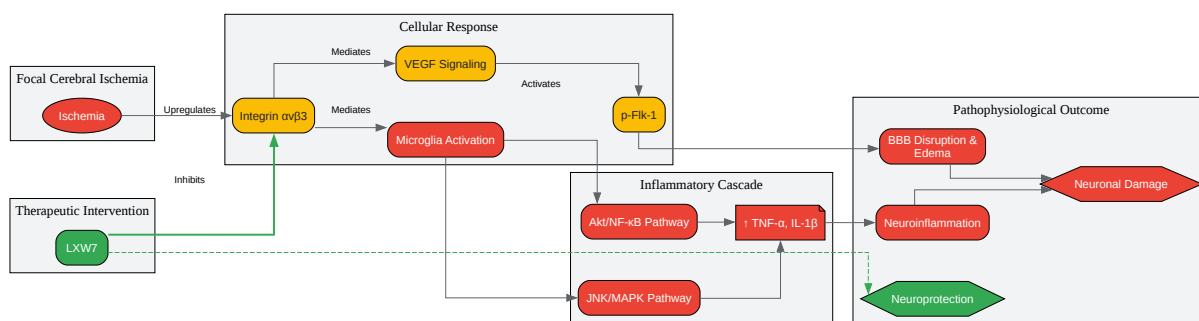 Cellular Response
Focal Cerebral Ischemia
Ischemia
Upregulates
Integrin αvβ3
Mediates
VEGF Signaling
Activates
p-Flk-1
Mediates
Microglia Activation
Inhibits
Therapeutic Intervention
LXW7
Inflammatory Cascade
Akt/NF-κB Pathway
↑ TNF-α, IL-1β
JNK/MAPK Pathway
Pathophysiological Outcome
BBB Disruption &
Edema
Neuronal Damage
Neuroinflammation
Neuroprotection